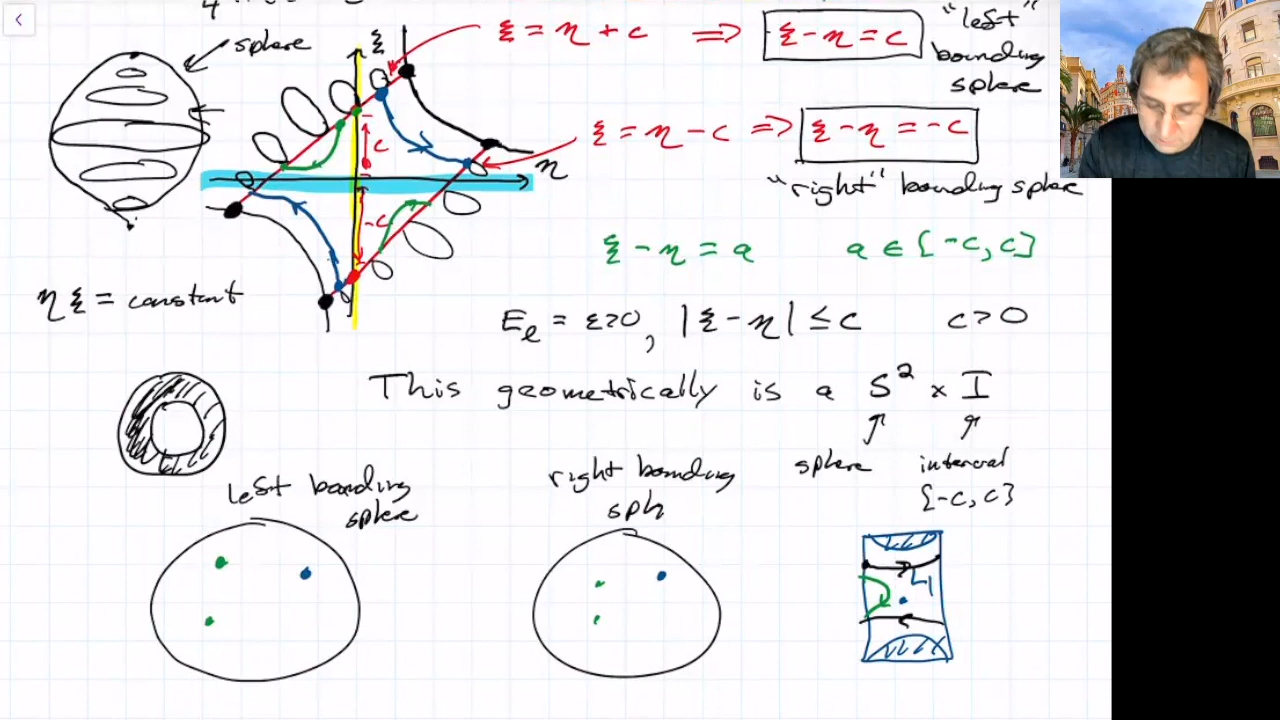 sphere
ξ
ξ = η + c ⇒ ξ - η = c
"left"
bounding
sphere
c
η
ξ = η - c ⇒ ξ - η = -c
"right" bounding sphere
-c
ξ - η = a a ∈ [-c, c]
η ξ = constant
E_e = ε > 0, |ξ - η| ≤ c c > 0
This geometrically is a S² × I
sphere interval
[-c, c]
left bounding
sphere
right bounding
sph
L1